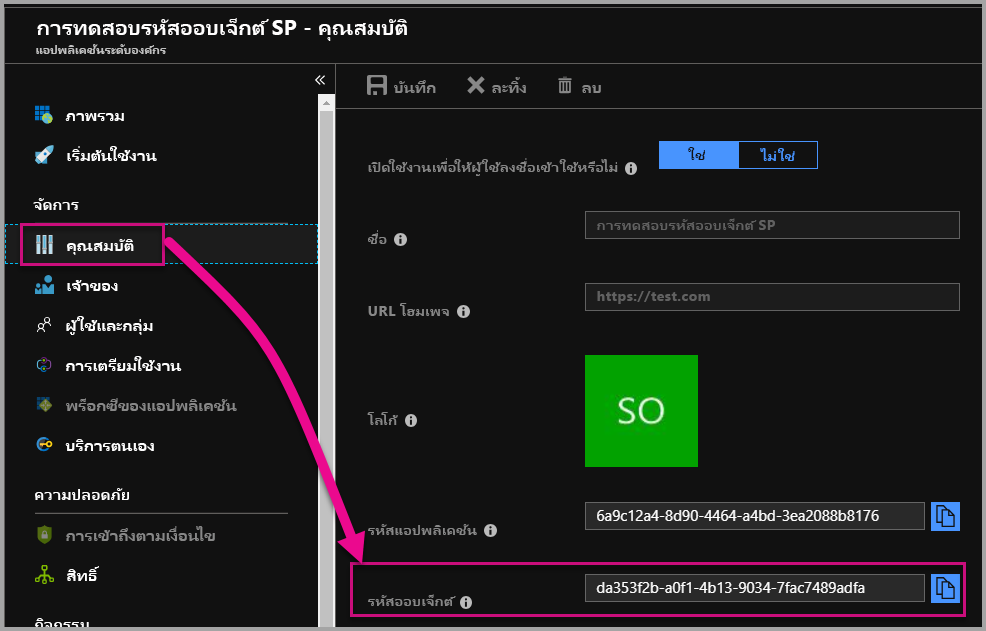 การทดสอบรหัสออบเจ็กต์ SP - คุณสมบัติ
แอปพลิเคชันระดับองค์กร
«
ภาพรวม
เริ่มต้นใช้งาน
จัดการ
คุณสมบัติ
เจ้าของ
ผู้ใช้และกลุ่ม
การเตรียมใช้งาน
พร็อกซีของแอปพลิเคชัน
บริการตนเอง
ความปลอดภัย
การเข้าถึงตามเงื่อนไข
สิทธิ์
กิจกรรม
บันทึก ละทิ้ง ลบ
เปิดใช้งานเพื่อให้ผู้ใช้ลงชื่อเข้าใช้หรือไม่ ใช่ ไม่ใช่
ชื่อ การทดสอบรหัสออบเจ็กต์ SP
URL โฮมเพจ https://test.com
โลโก้ SO
รหัสแอปพลิเคชัน 6a9c12a4-8d90-4464-a4bd-3ea2088b8176
รหัสออบเจ็กต์ da353f2b-a0f1-4b13-9034-7fac7489adfa